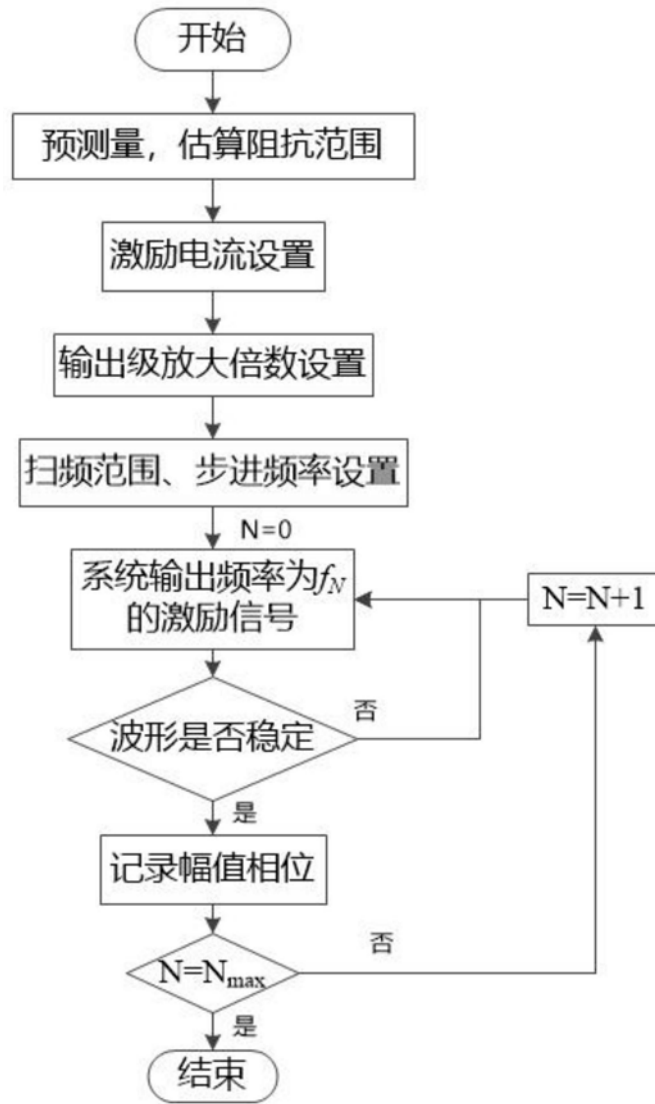 开始
预测量，估算阻抗范围
激励电流设置
输出级放大倍数设置
扫频范围、步进频率设置
N=0
系统输出频率为f_N
的激励信号
N=N+1
波形是否稳定
否
是
记录幅值相位
N=N_max
否
是
结束